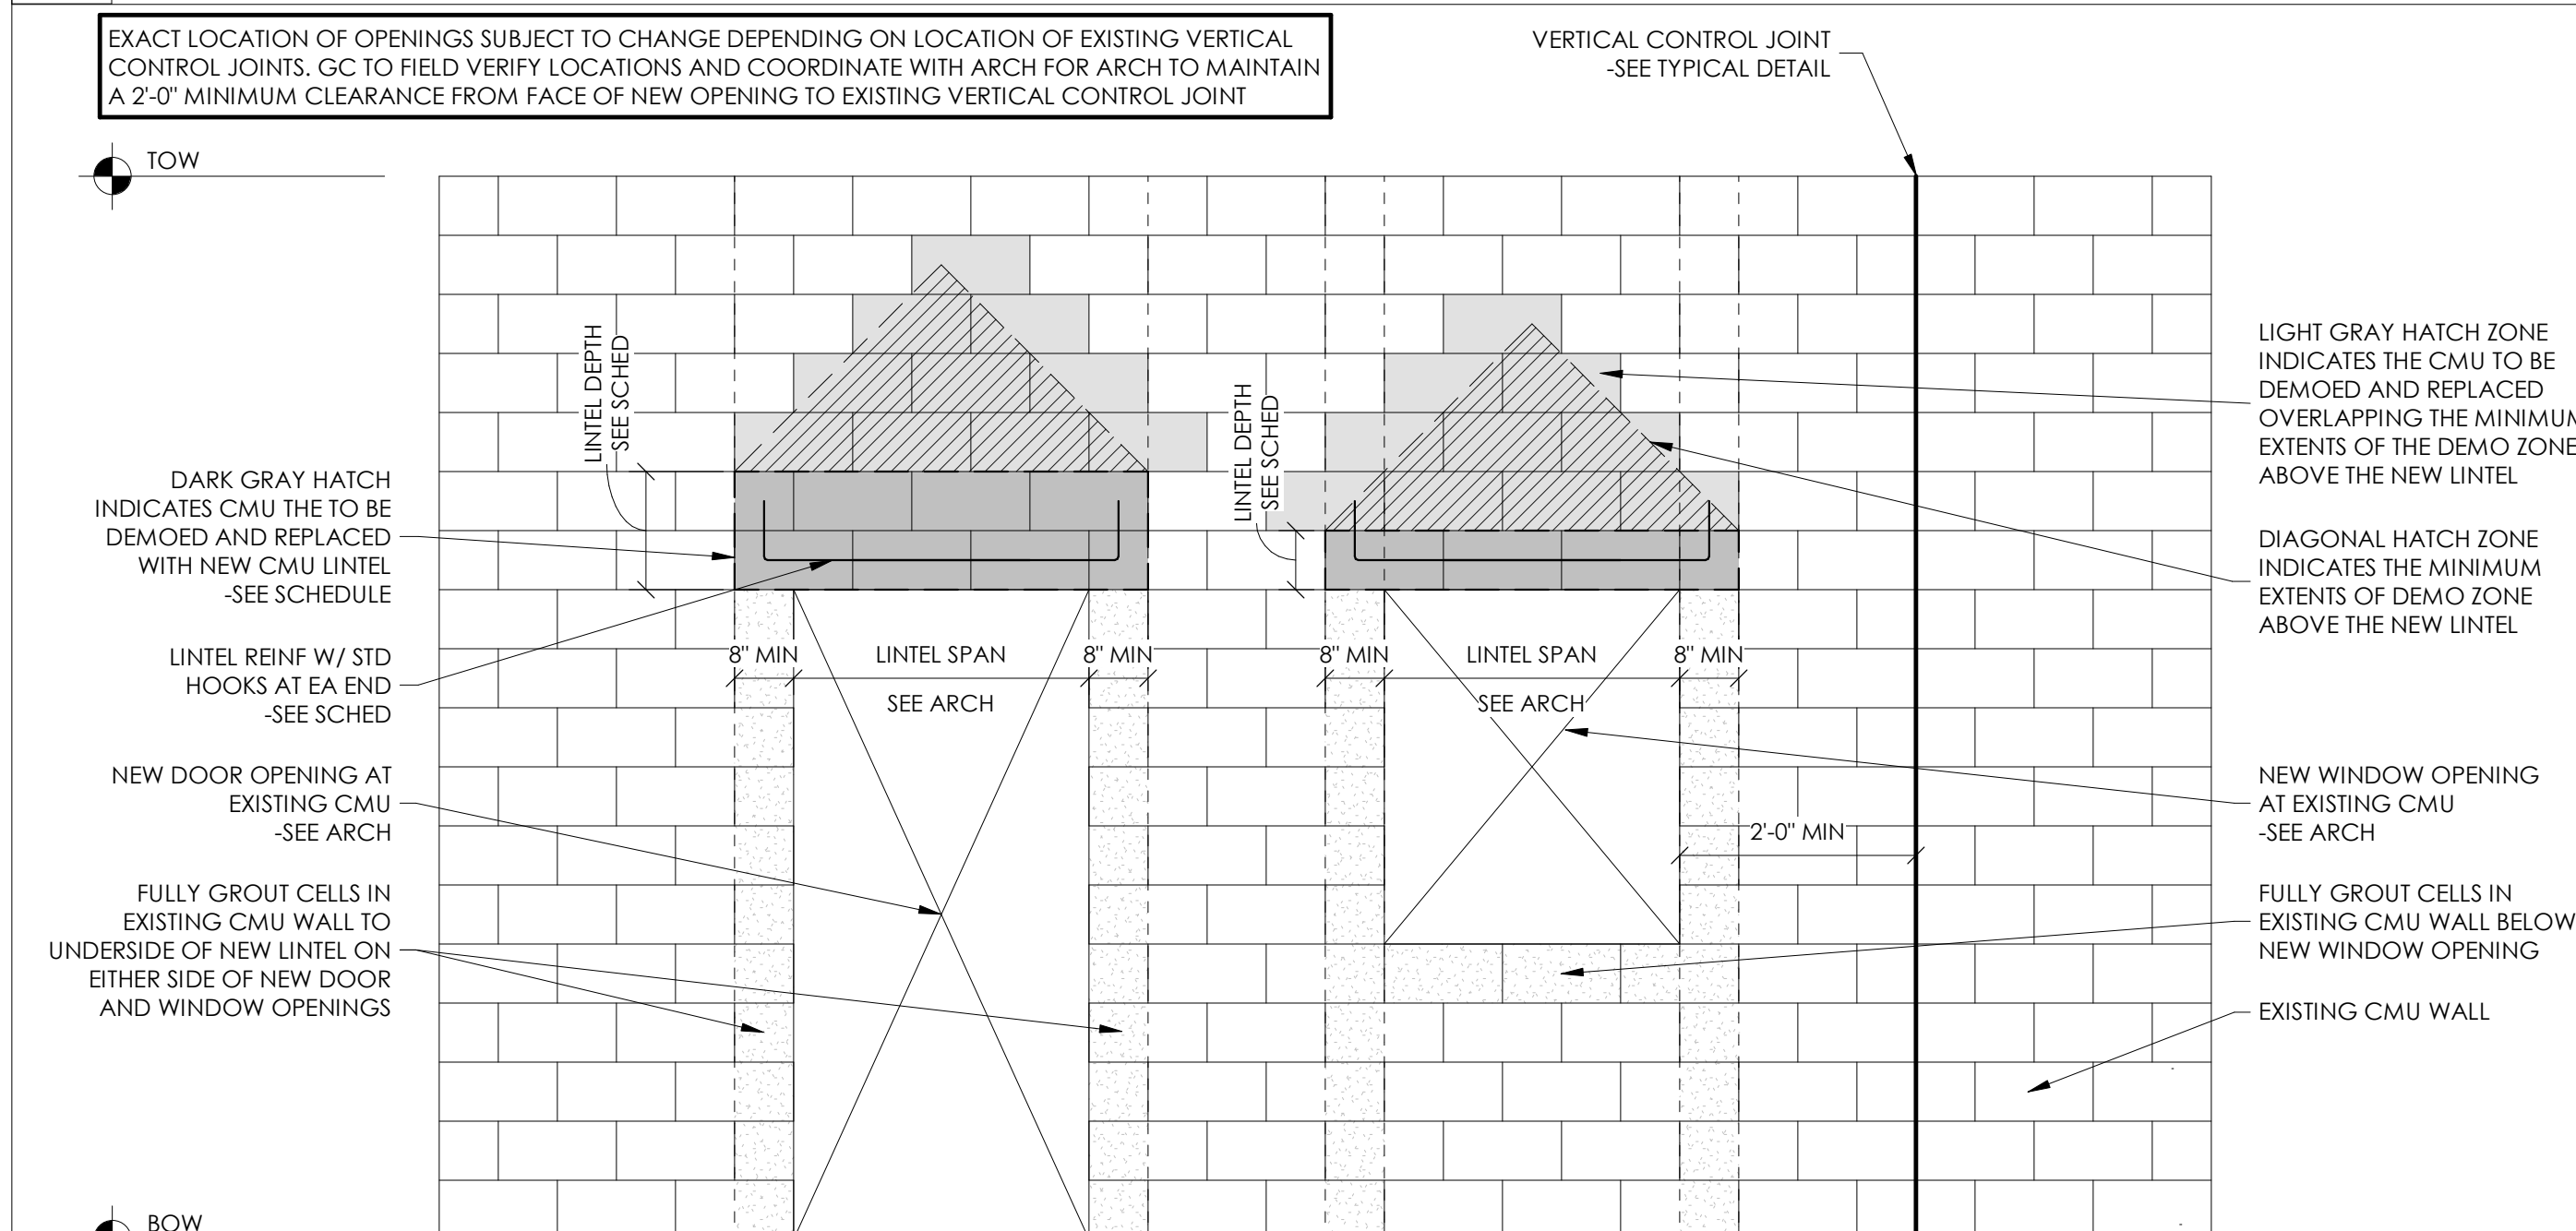 EXACT LOCATION OF OPENINGS SUBJECT TO CHANGE DEPENDING ON LOCATION OF EXISTING VERTICAL
CONTROL JOINTS. GC TO FIELD VERIFY LOCATIONS AND COORDINATE WITH ARCH FOR ARCH TO MAINTAIN
A 2'-0" MINIMUM CLEARANCE FROM FACE OF NEW OPENING TO EXISTING VERTICAL CONTROL JOINT
VERTICAL CONTROL JOINT
-SEE TYPICAL DETAIL
TOW
LINTEL DEPTH
SEE SCHED
DARK GRAY HATCH
INDICATES CMU THE TO BE
DEMOED AND REPLACED
WITH NEW CMU LINTEL
-SEE SCHEDULE
LINTEL REINF W/ STD
HOOKS AT EA END
-SEE SCHED
NEW DOOR OPENING AT
EXISTING CMU
-SEE ARCH
FULLY GROUT CELLS IN
EXISTING CMU WALL TO
UNDERSIDE OF NEW LINTEL ON
EITHER SIDE OF NEW DOOR
AND WINDOW OPENINGS
8" MIN
LINTEL SPAN
SEE ARCH
8" MIN
LINTEL DEPTH
SEE SCHED
8" MIN
LINTEL SPAN
SEE ARCH
8" MIN
2'-0" MIN
LIGHT GRAY HATCH ZONE
INDICATES THE CMU TO BE
DEMOED AND REPLACED
OVERLAPPING THE MINIMUM
EXTENTS OF THE DEMO ZONE
ABOVE THE NEW LINTEL
DIAGONAL HATCH ZONE
INDICATES THE MINIMUM
EXTENTS OF DEMO ZONE
ABOVE THE NEW LINTEL
NEW WINDOW OPENING
AT EXISTING CMU
-SEE ARCH
FULLY GROUT CELLS IN
EXISTING CMU WALL BELOW
NEW WINDOW OPENING
EXISTING CMU WALL
BOW